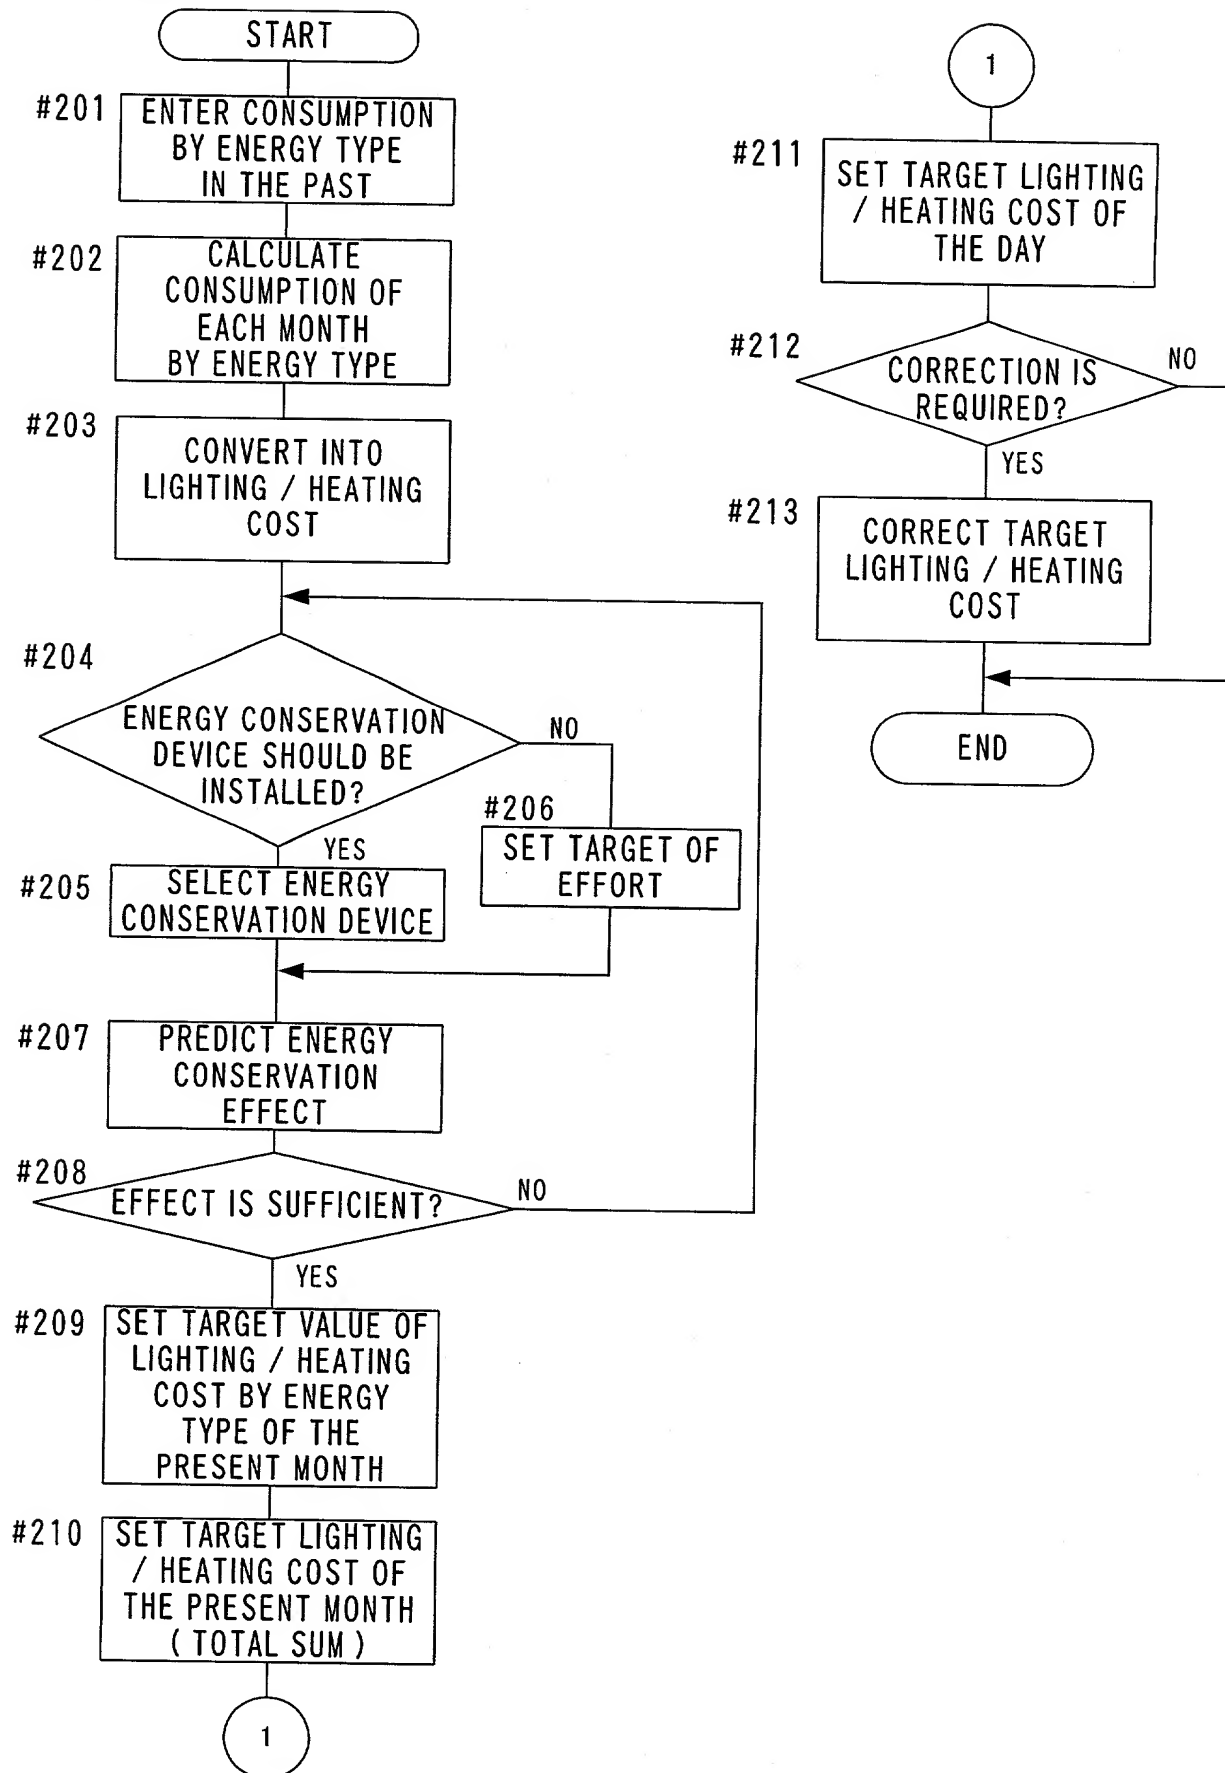 START
#201
ENTER CONSUMPTION
BY ENERGY TYPE
IN THE PAST
#202
CALCULATE
CONSUMPTION OF
EACH MONTH
BY ENERGY TYPE
#203
CONVERT INTO
LIGHTING / HEATING
COST
#204
ENERGY CONSERVATION
DEVICE SHOULD BE
INSTALLED?
NO
YES
#205
SELECT ENERGY
CONSERVATION DEVICE
#206
SET TARGET OF
EFFORT
#207
PREDICT ENERGY
CONSERVATION
EFFECT
#208
EFFECT IS SUFFICIENT?
NO
YES
#209
SET TARGET VALUE OF
LIGHTING / HEATING
COST BY ENERGY
TYPE OF THE
PRESENT MONTH
#210
SET TARGET LIGHTING
/ HEATING COST OF
THE PRESENT MONTH
( TOTAL SUM )
1
1
#211
SET TARGET LIGHTING
/ HEATING COST OF
THE DAY
#212
CORRECTION IS
REQUIRED?
NO
YES
#213
CORRECT TARGET
LIGHTING / HEATING
COST
END